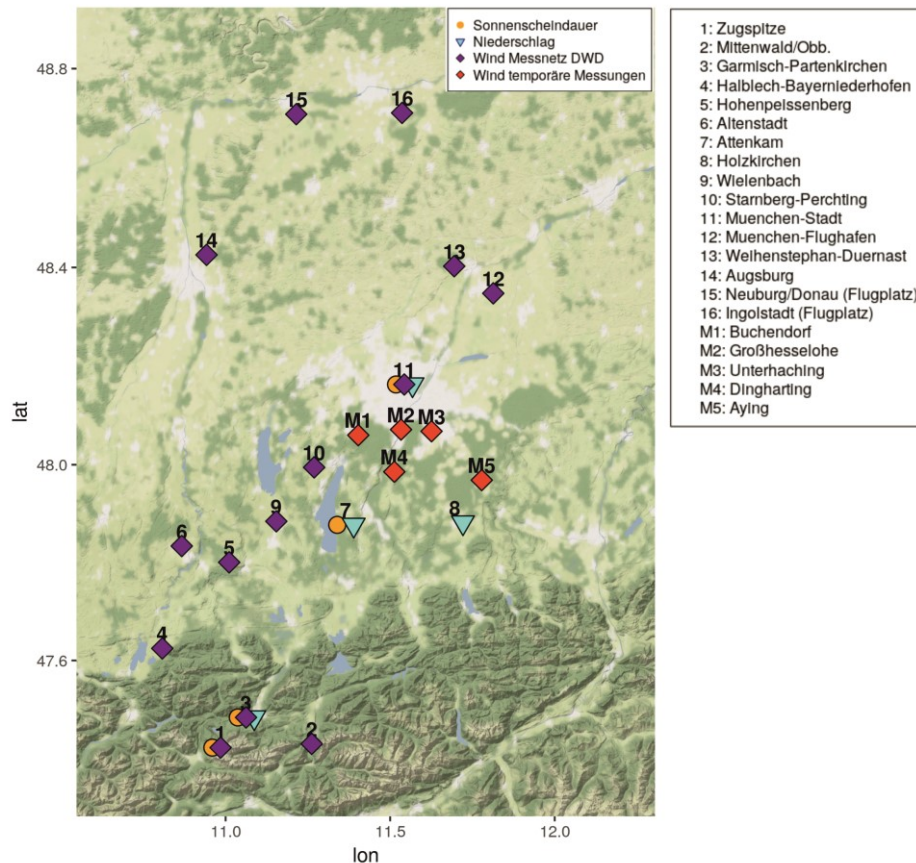 Sonnenscheindauer
Niederschlag
Wind Messnetz DWD
Wind temporäre Messungen
1: Zugspitze
2: Mittenwald/Obb.
3: Garmisch-Partenkirchen
4: Halblech-Bayerniederhofen
5: Hohenpeissenberg
6: Altenstadt
7: Attenkam
8: Holzkirchen
9: Wielenbach
10: Starnberg-Perchting
11: Muenchen-Stadt
12: Muenchen-Flughafen
13: Weihenstephan-Duernast
14: Augsburg
15: Neuburg/Donau (Flugplatz)
16: Ingolstadt (Flugplatz)
M1: Buchendorf
M2: Großhesselohe
M3: Unterhaching
M4: Dingharting
M5: Aying
48.8
15
16
14
13
48.4
12
11
lat
M1
M2
M3
10
M4
M5
48.0
9
7
8
6
5
4
47.6
3
1
2
11.0
11.5
12.0
lon